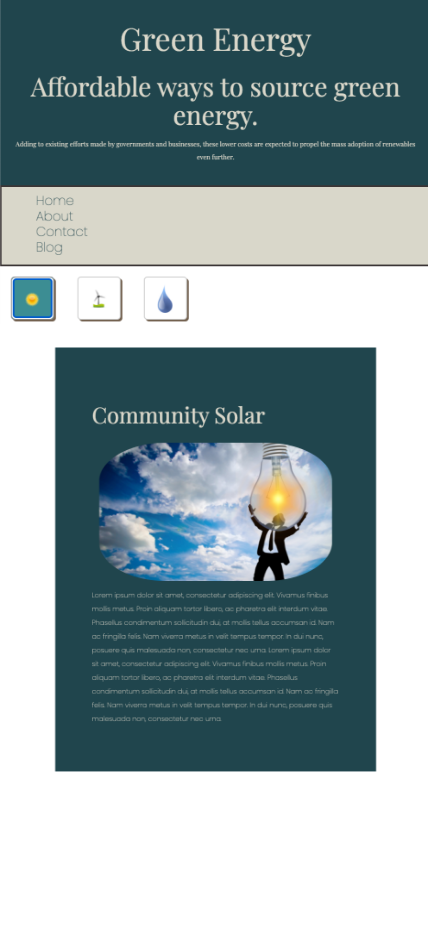 Green Energy
Affordable ways to source green
energy.
Adding to existing efforts made by governments and businesses, these lower costs are expected to propel the mass adoption of renewables
even further.
Home
About
Contact
Blog
Community Solar
Lorem ipsum dolor sit amet, consectetur adipiscing elit. Vivamus finibus
mollis metus. Proin aliquam tortor libero, ac pharetra elit interdum vitae.
Phasellus condimentum sollicitudin dui, at mollis tellus accumsan id. Nam
ac fringilla felis. Nam viverra metus in velit tempus tempor. In dui nunc,
posuere quis malesuada non, consectetur nec urna. Lorem ipsum dolor
sit amet, consectetur adipiscing elit. Vivamus finibus mollis metus. Proin
aliquam tortor libero, ac pharetra elit interdum vitae. Phasellus
condimentum sollicitudin dui, at mollis tellus accumsan id. Nam ac fringilla
felis. Nam viverra metus in velit tempus tempor. In dui nunc, posuere quis
malesuada non, consectetur nec urna.